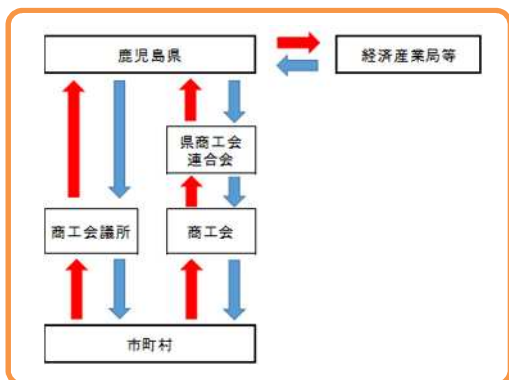 鹿児島県
経済産業局等
県商工会
連合会
商工会議所
商工会
市町村